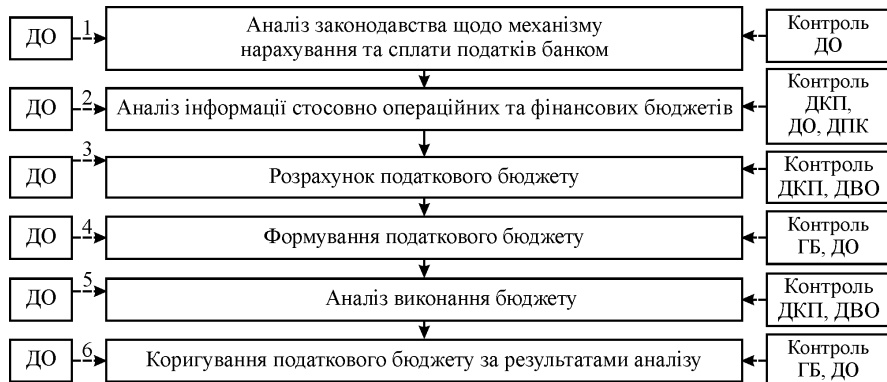 ДО
1
Аналіз законодавства щодо механізму
нарахування та сплати податків банком
Контроль
ДО
ДО
2
Аналіз інформації стосовно операційних та фінансових бюджетів
Контроль
ДКП,
ДО, ДПК
ДО
3
Розрахунок податкового бюджету
Контроль
ДКП, ДВО
ДО
4
Формування податкового бюджету
Контроль
ГБ, ДО
ДО
5
Аналіз виконання бюджету
Контроль
ДКП, ДВО
ДО
6
Коригування податкового бюджету за результатами аналізу
Контроль
ГБ, ДО